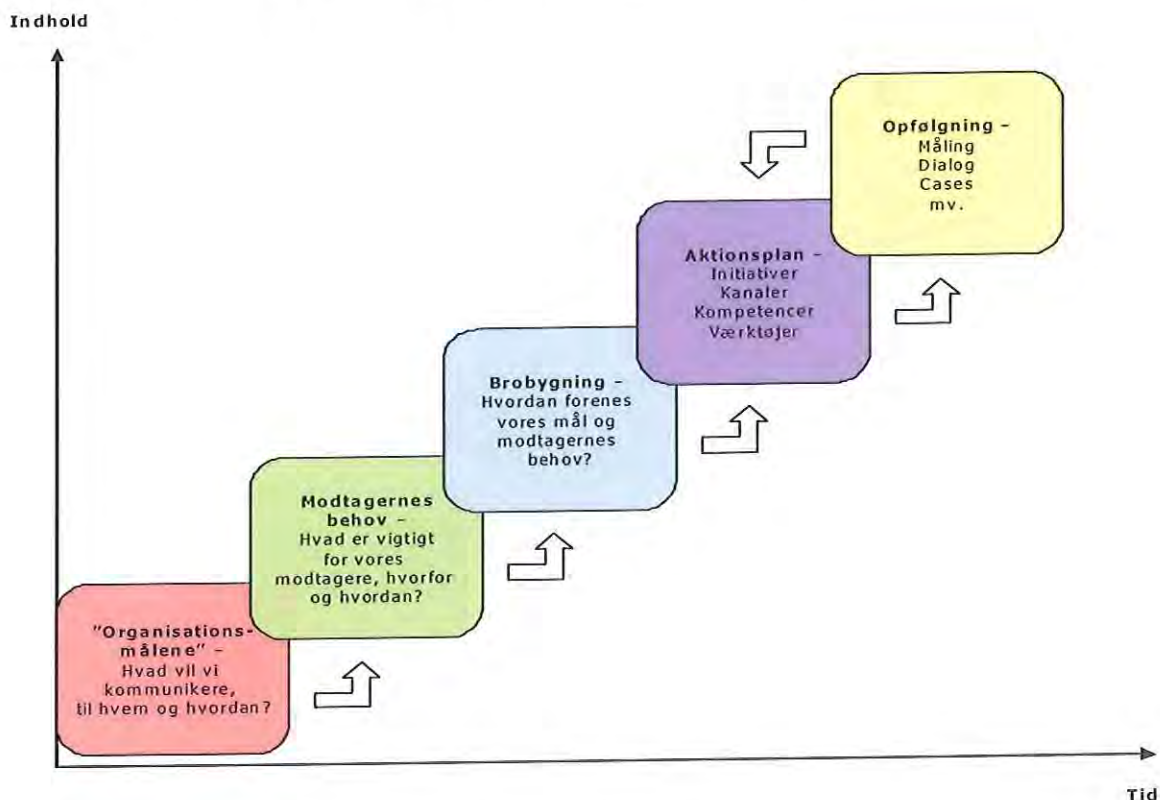 Indhold
Opfølgning –
Måling
Dialog
Cases
mv.
Aktionsplan –
Initiativer
Kanaler
Kompetencer
Værktøjer
Brobygning –
Hvordan forenes
vores mål og
modtagernes
behov?
Modtagernes
behov –
Hvad er vigtigt
for vores
modtagere, hvorfor
og hvordan?
"Organisations-
målene" –
Hvad vil vi
kommunikere,
til hvem og hvordan?
Tid